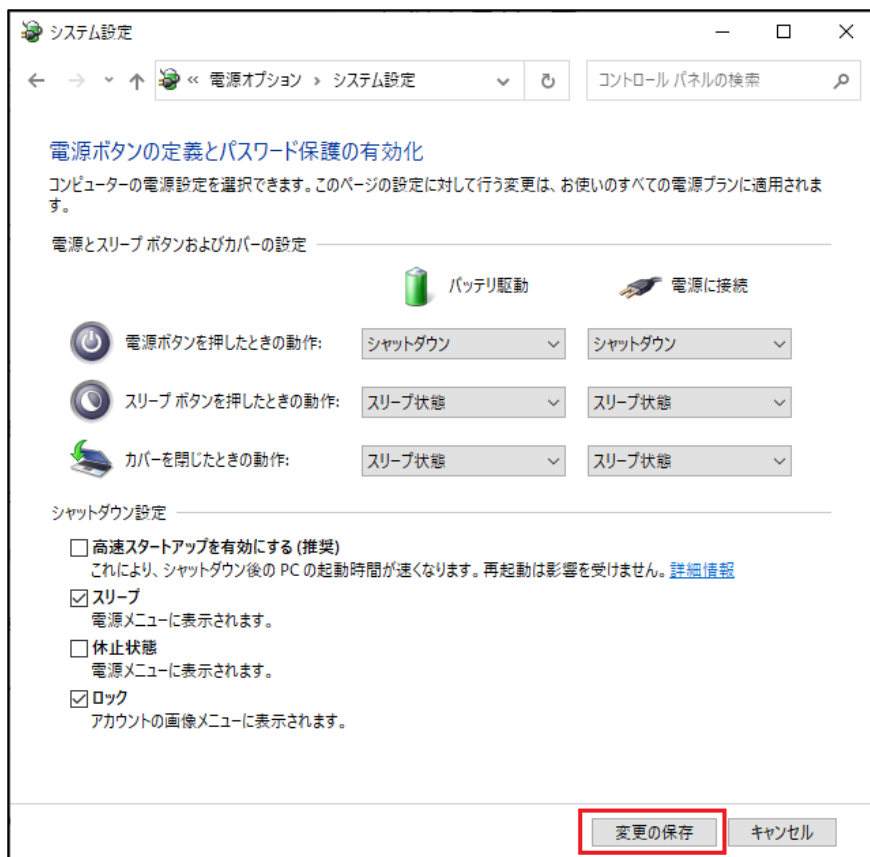 システム設定
« 電源オプション › システム設定
コントロール パネルの検索
電源ボタンの定義とパスワード保護の有効化
コンピューターの電源設定を選択できます。このページの設定に対して行う変更は、お使いのすべての電源プランに適用されま
す。
電源とスリープ ボタンおよびカバーの設定
バッテリ駆動 電源に接続
電源ボタンを押したときの動作: シャットダウン シャットダウン
スリープ ボタンを押したときの動作: スリープ状態 スリープ状態
カバーを閉じたときの動作: スリープ状態 スリープ状態
シャットダウン設定
高速スタートアップを有効にする (推奨)
これにより、シャットダウン後の PC の起動時間が速くなります。再起動は影響を受けません。詳細情報
スリープ
電源メニューに表示されます。
休止状態
電源メニューに表示されます。
ロック
アカウントの画像メニューに表示されます。
変更の保存 キャンセル